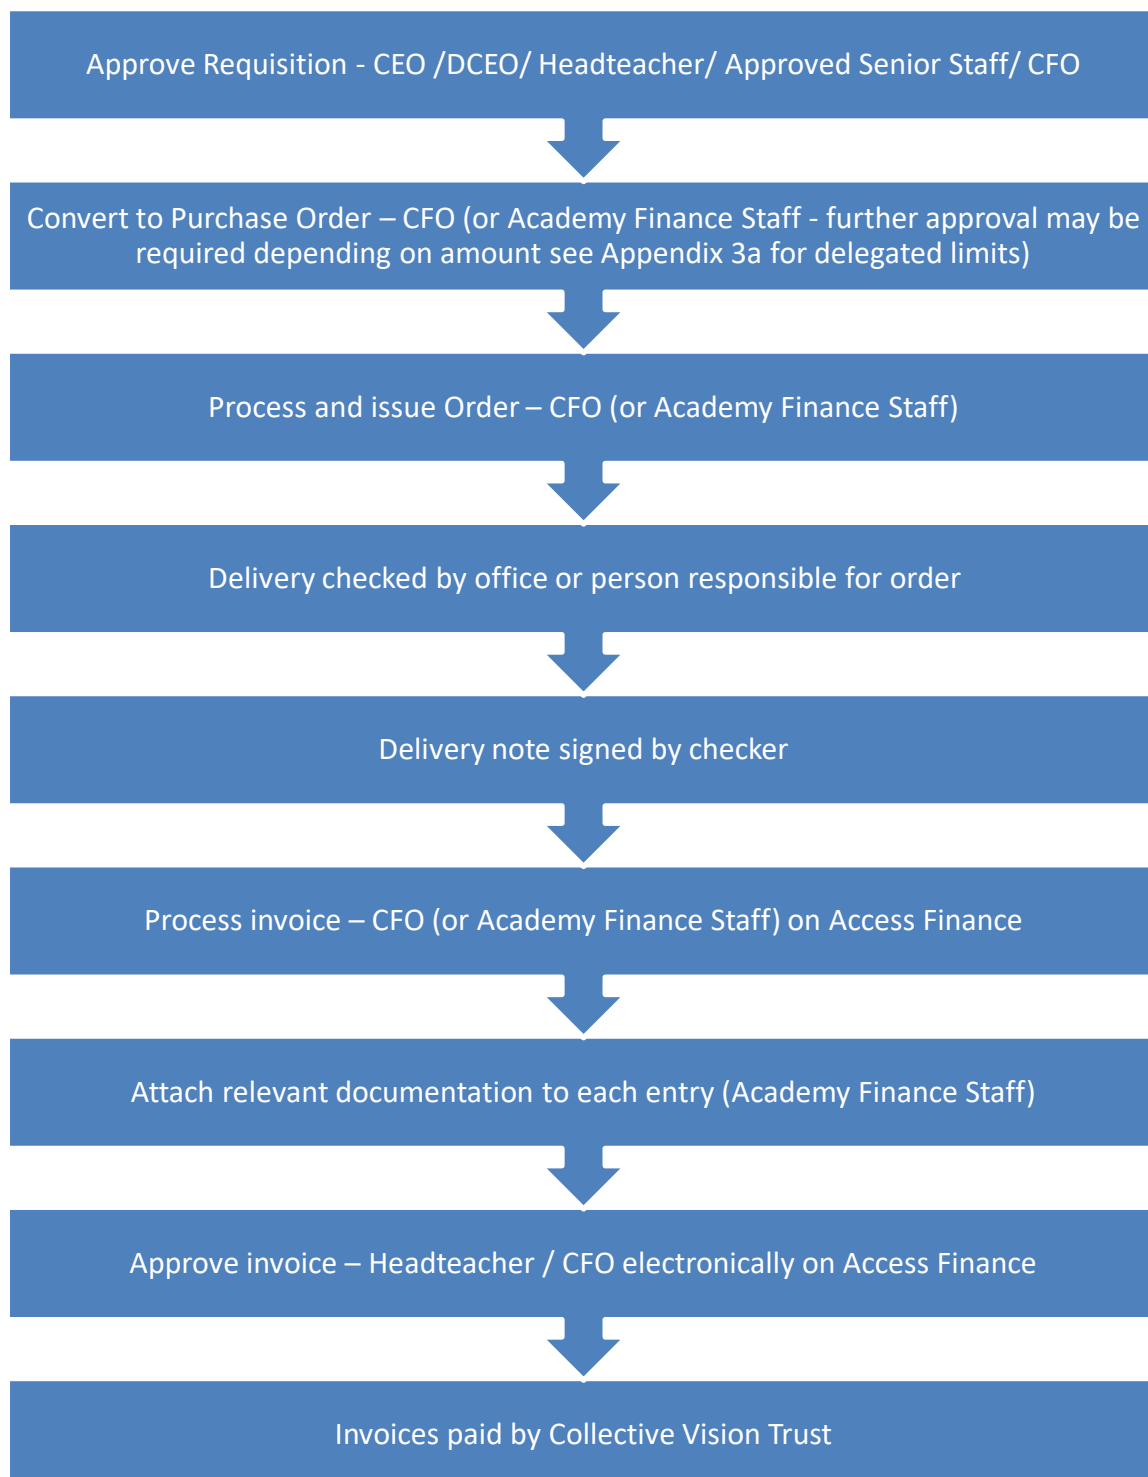 Approve Requisition - CEO /DCEO/ Headteacher/ Approved Senior Staff/ CFO
Convert to Purchase Order – CFO (or Academy Finance Staff - further approval may be
required depending on amount see Appendix 3a for delegated limits)
Process and issue Order – CFO (or Academy Finance Staff)
Delivery checked by office or person responsible for order
Delivery note signed by checker
Process invoice – CFO (or Academy Finance Staff) on Access Finance
Attach relevant documentation to each entry (Academy Finance Staff)
Approve invoice – Headteacher / CFO electronically on Access Finance
Invoices paid by Collective Vision Trust